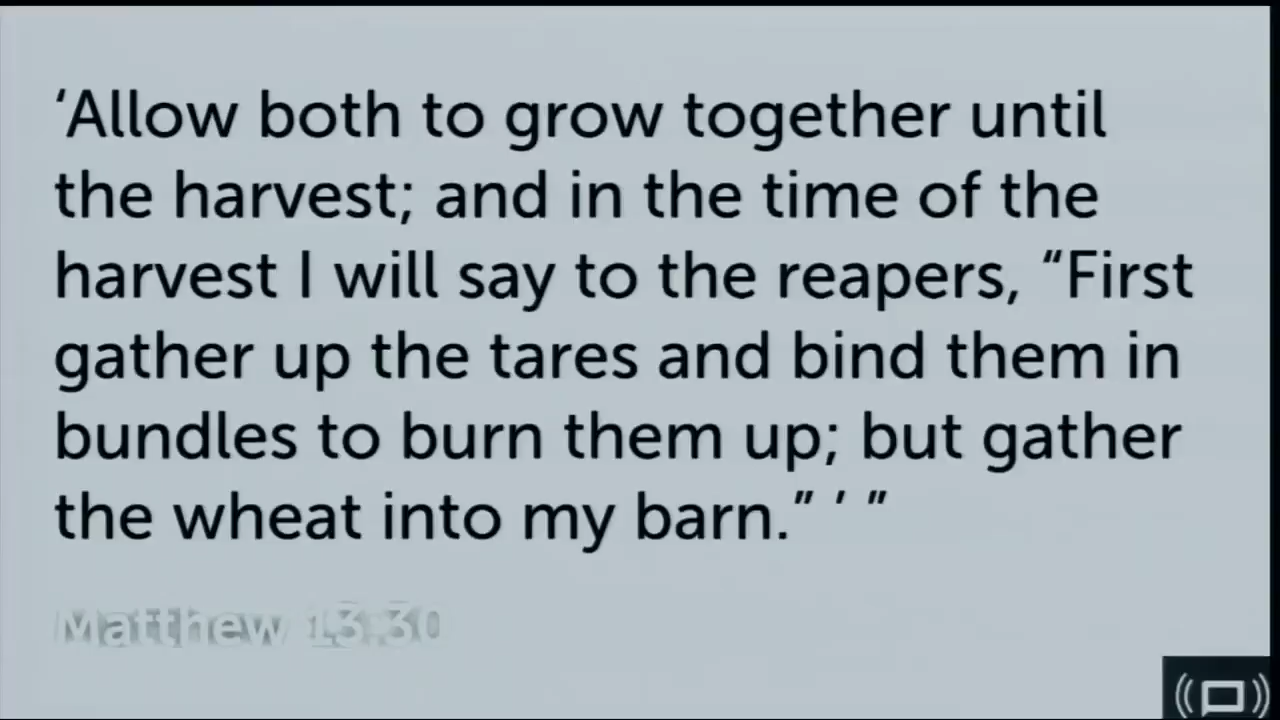 ‘Allow both to grow together until
the harvest; and in the time of the
harvest I will say to the reapers, “First
gather up the tares and bind them in
bundles to burn them up; but gather
the wheat into my barn.” ’ ”
Matthew 13:30